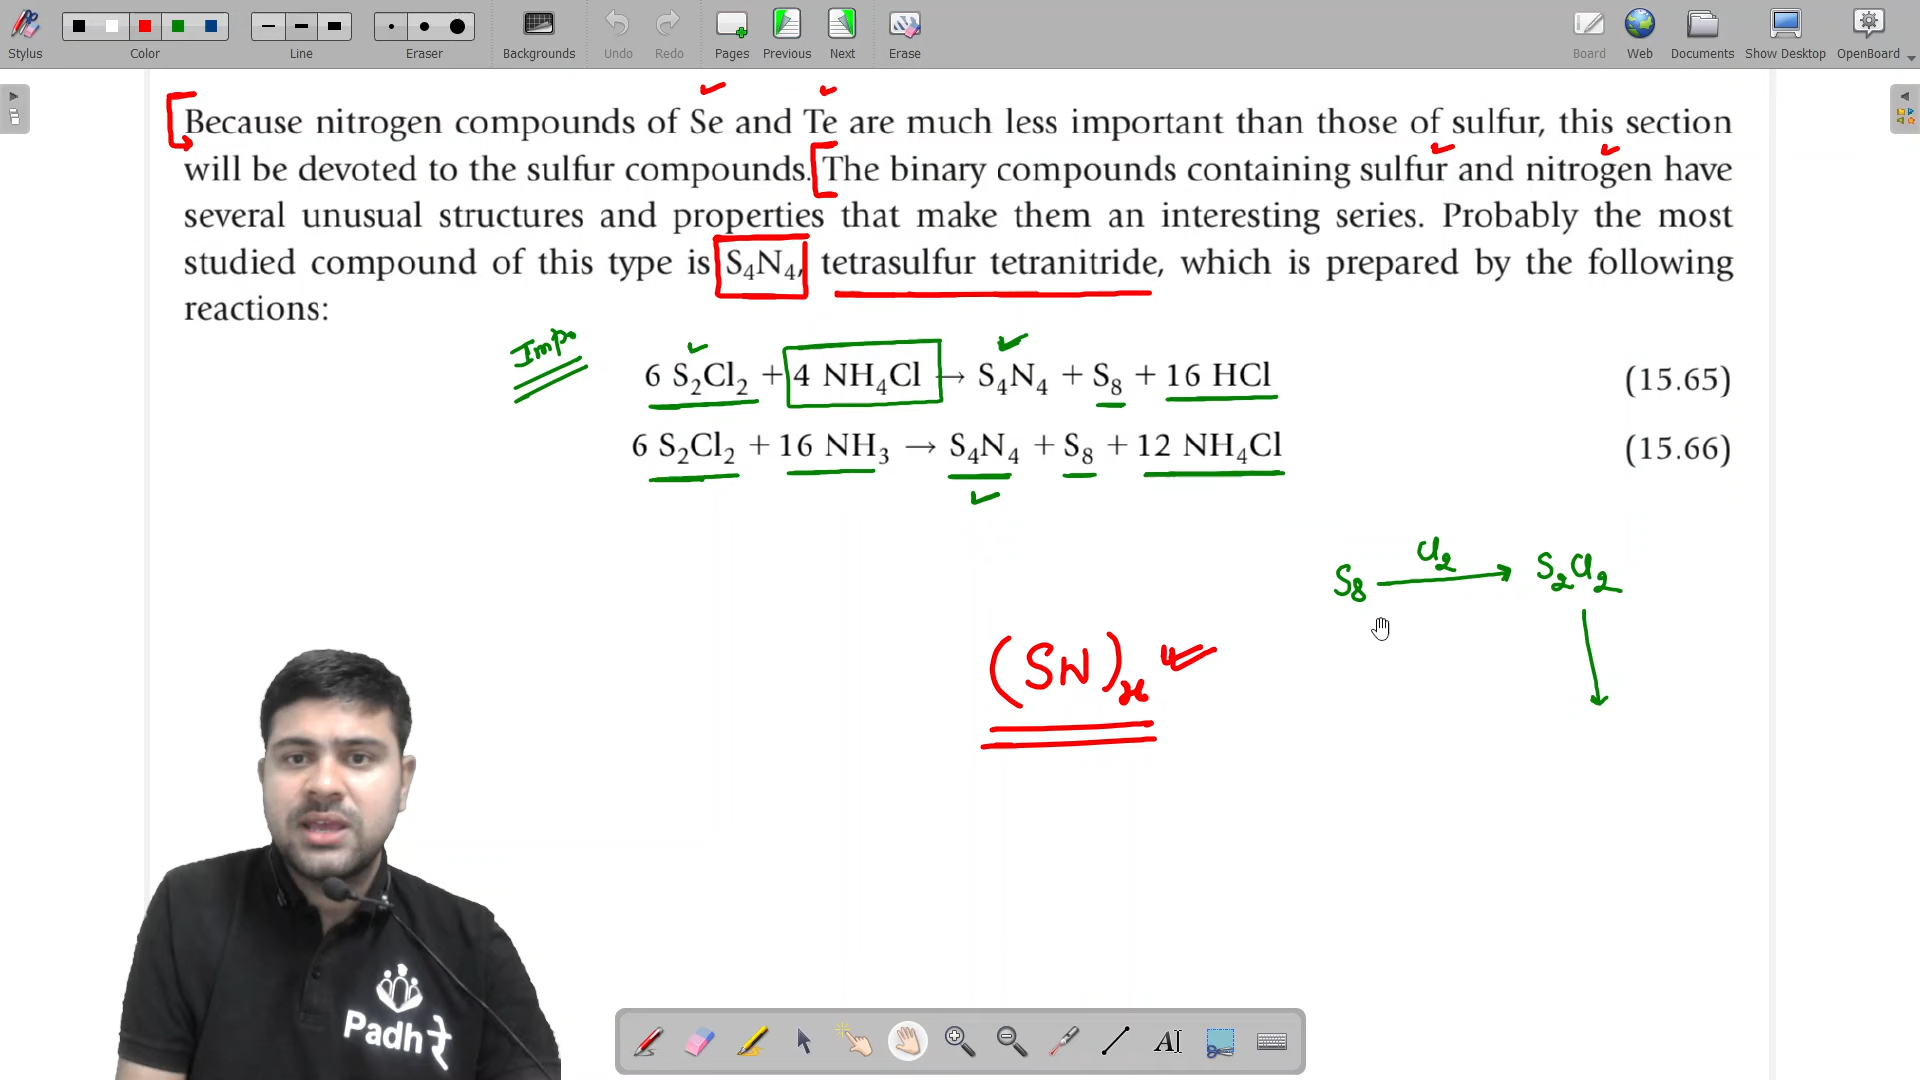 Stylus Color Line Eraser Backgrounds Undo Redo Pages Previous Next Erase Board Web Documents Show Desktop OpenBoard
Because nitrogen compounds of Se and Te are much less important than those of sulfur, this section
will be devoted to the sulfur compounds. The binary compounds containing sulfur and nitrogen have
several unusual structures and properties that make them an interesting series. Probably the most
studied compound of this type is S₄N₄, tetrasulfur tetranitride, which is prepared by the following
reactions:
Impo
6 S₂Cl₂ + 4 NH₄Cl → S₄N₄ + S₈ + 16 HCl (15.65)
6 S₂Cl₂ + 16 NH₃ → S₄N₄ + S₈ + 12 NH₄Cl (15.66)
S₈ Cl₂ → S₂Cl₂
(SN)ₓ
Padhरे
AI